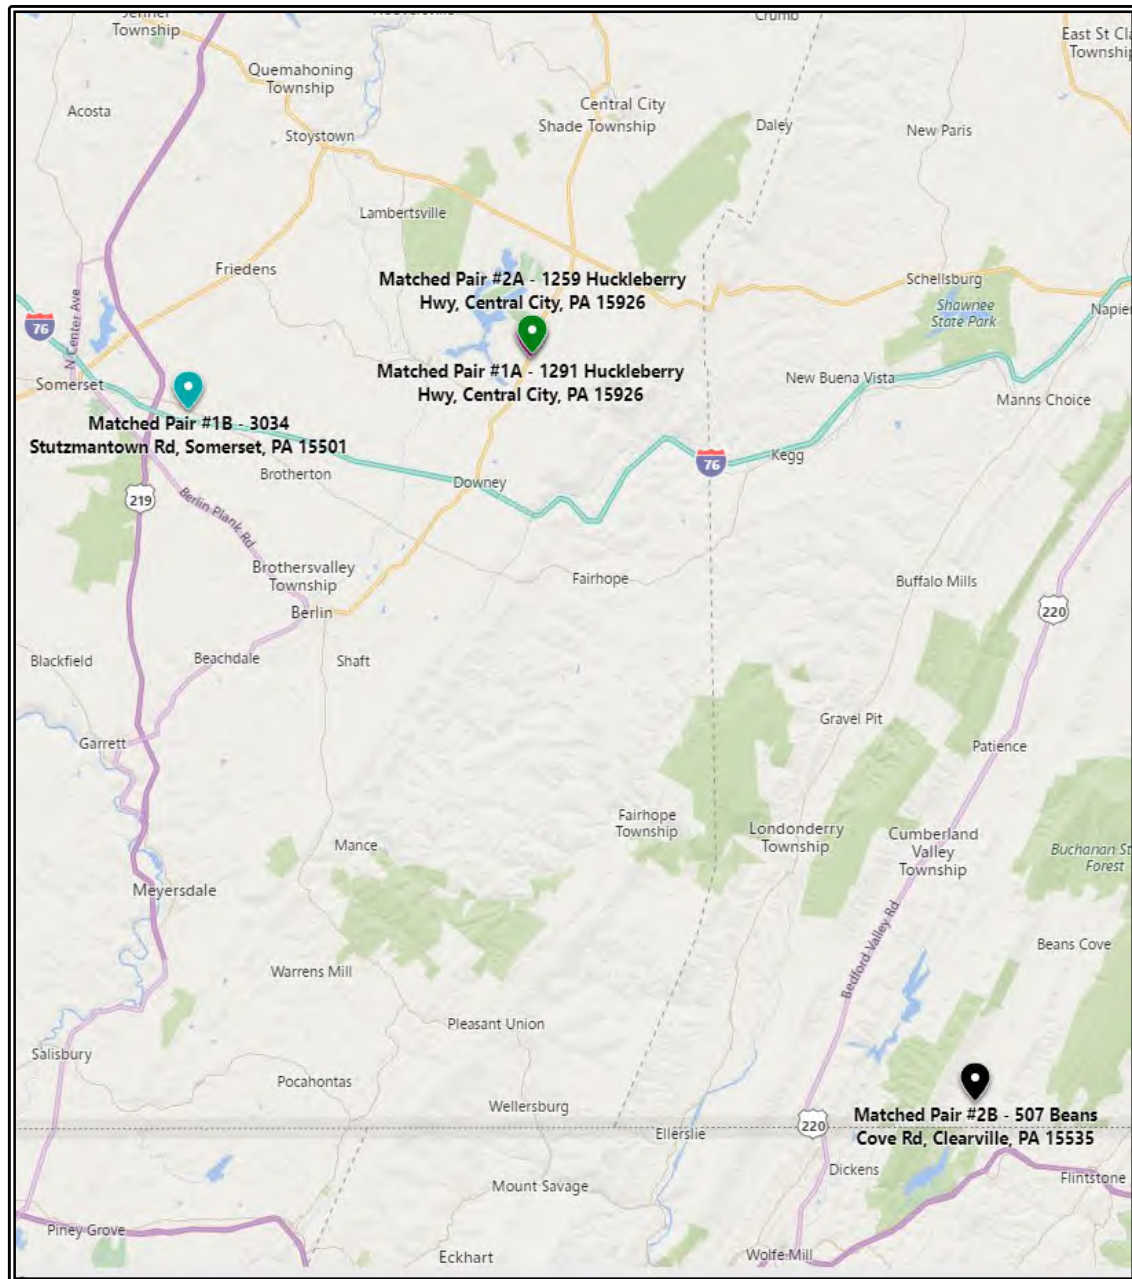 Jenner
Township
Crumb
East St Cla
Township
Quemahoning
Township
Acosta
Central City
Shade Township
Daley
New Paris
Stoystown
Lambertsville
Friedens
Matched Pair #2A - 1259 Huckleberry
Hwy, Central City, PA 15926
Schellsburg
Shawnee
State Park
Napier
N Center Ave
76
Matched Pair #1A - 1291 Huckleberry
Hwy, Central City, PA 15926
New Buena Vista
Manns Choice
Somerset
Matched Pair #1B - 3034
Stutzmantown Rd, Somerset, PA 15501
Brotherton
Downey
76
Kegg
219
Berlin Plank Rd
Brothersvalley
Township
Fairhope
Buffalo Mills
Berlin
220
Blackfield
Beachdale
Shaft
Gravel Pit
Garrett
Patience
Fairhope
Township
Londonderry
Township
Cumberland
Valley
Township
Mance
Buchanan St
Forest
Meyersdale
Bedford Valley Rd
Beans Cove
Warrens Mill
Pleasant Union
Salisbury
Pocahontas
Wellersburg
Matched Pair #2B - 507 Beans
Cove Rd, Clearville, PA 15535
220
Ellerslie
Dickens
Flintstone
Mount Savage
Piney Grove
Eckhart
Wolfe Mill